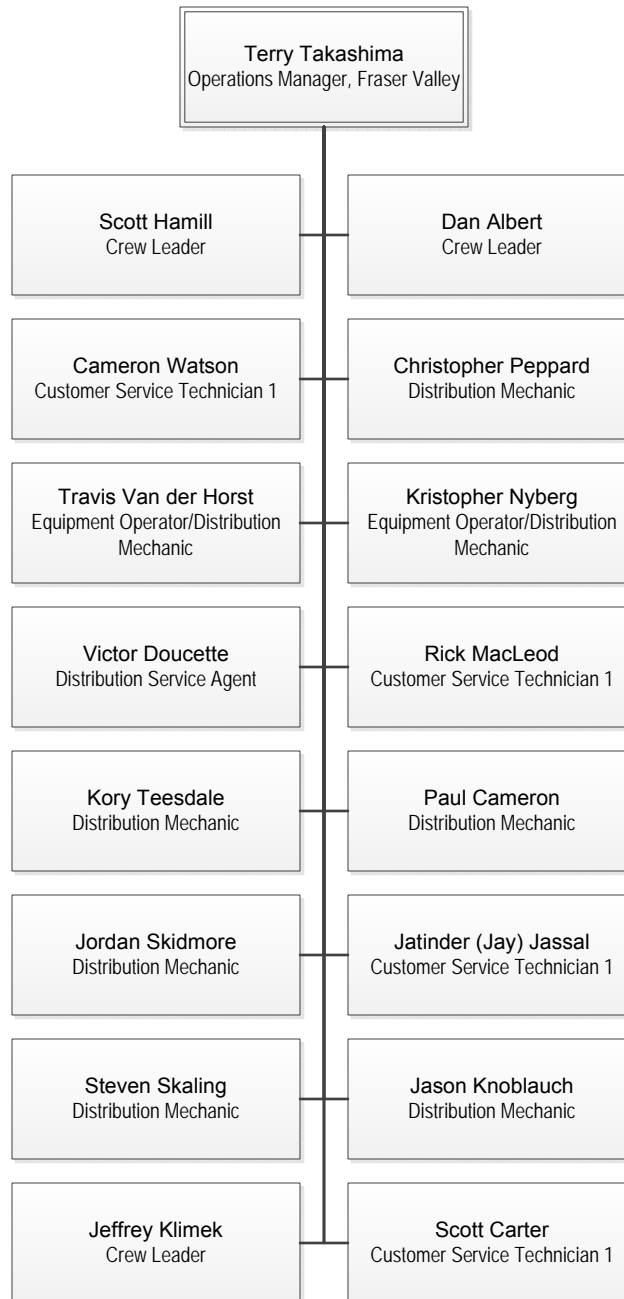 Terry Takashima
Operations Manager, Fraser Valley
Scott Hamill
Crew Leader
Dan Albert
Crew Leader
Cameron Watson
Customer Service Technician 1
Christopher Peppard
Distribution Mechanic
Travis Van der Horst
Equipment Operator/Distribution
Mechanic
Kristopher Nyberg
Equipment Operator/Distribution
Mechanic
Victor Doucette
Distribution Service Agent
Rick MacLeod
Customer Service Technician 1
Kory Teesdale
Distribution Mechanic
Paul Cameron
Distribution Mechanic
Jordan Skidmore
Distribution Mechanic
Jatinder (Jay) Jassal
Customer Service Technician 1
Steven Skaling
Distribution Mechanic
Jason Knoblauch
Distribution Mechanic
Jeffrey Klimek
Crew Leader
Scott Carter
Customer Service Technician 1